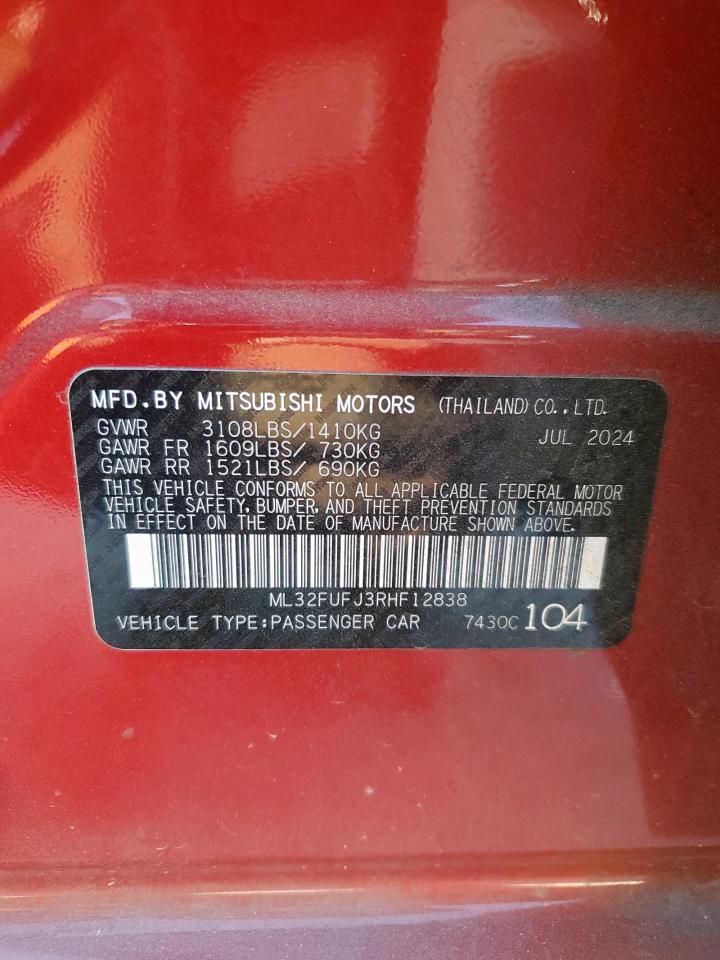 MFD.BY MITSUBISHI MOTORS (THAILAND)CO.,LTD.
GVWR 3108LBS/1410KG JUL 2024
GAWR FR 1609LBS/ 730KG
GAWR RR 1521LBS/ 690KG
THIS VEHICLE CONFORMS TO ALL APPLICABLE FEDERAL MOTOR
VEHICLE SAFETY, BUMPER, AND THEFT PREVENTION STANDARDS
IN EFFECT ON THE DATE OF MANUFACTURE SHOWN ABOVE.
ML32FUFJ3RHF12838
VEHICLE TYPE:PASSENGER CAR 7430C 104